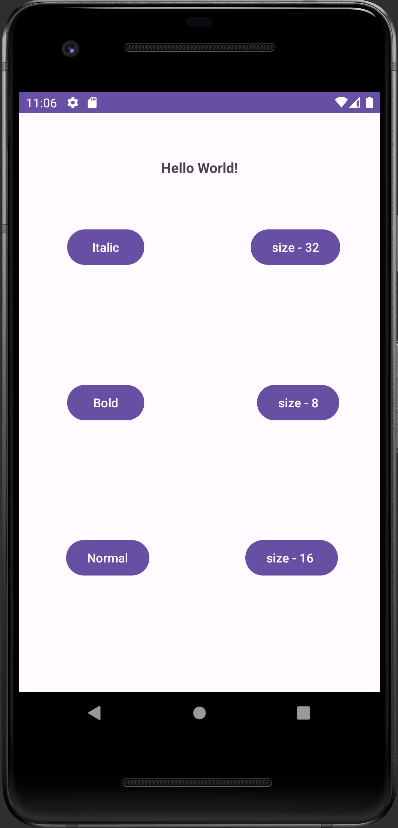 11:06
Hello World!
Italic
size - 32
Bold
size - 8
Normal
size - 16